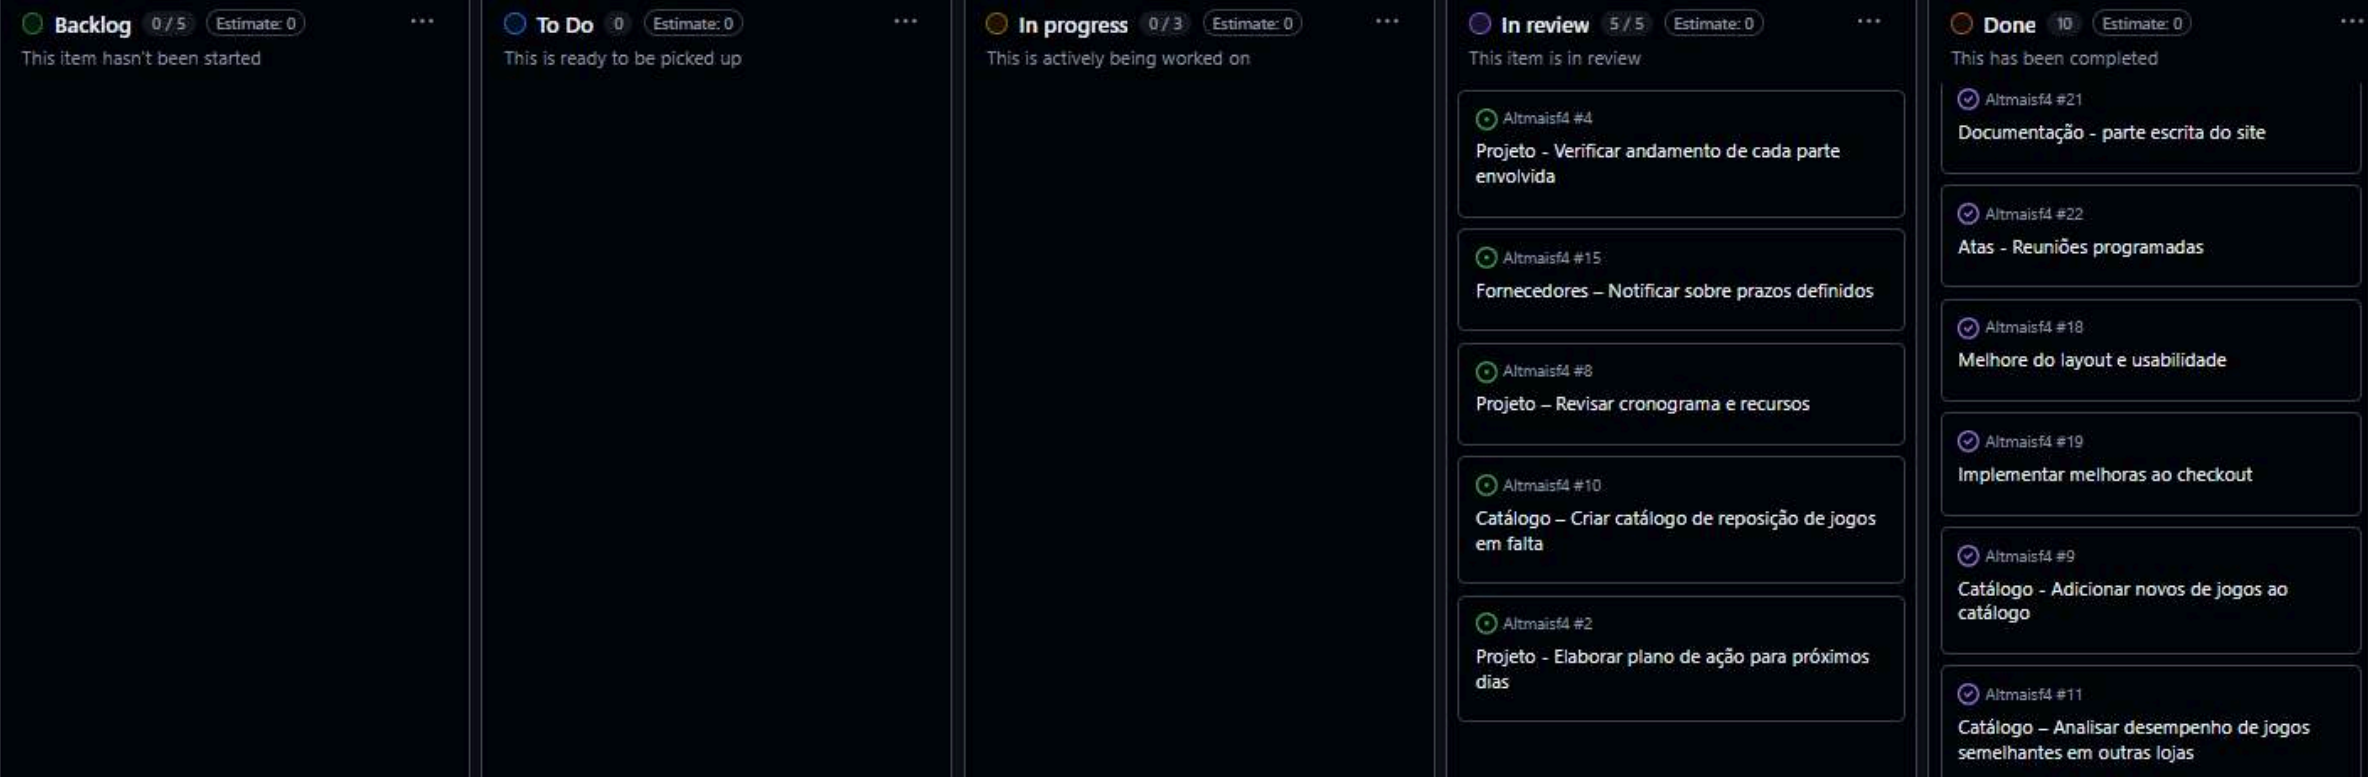 Backlog 0 / 5 Estimate: 0
This item hasn't been started
To Do 0 Estimate: 0
This is ready to be picked up
In progress 0 / 3 Estimate: 0
This is actively being worked on
In review 5 / 5 Estimate: 0
This item is in review
Altmaisf4 #4
Projeto - Verificar andamento de cada parte
envolvida
Altmaisf4 #15
Fornecedores – Notificar sobre prazos definidos
Altmaisf4 #8
Projeto – Revisar cronograma e recursos
Altmaisf4 #10
Catálogo – Criar catálogo de reposição de jogos
em falta
Altmaisf4 #2
Projeto - Elaborar plano de ação para próximos
dias
Done 10 Estimate: 0
This has been completed
Altmaisf4 #21
Documentação - parte escrita do site
Altmaisf4 #22
Atas - Reuniões programadas
Altmaisf4 #18
Melhore do layout e usabilidade
Altmaisf4 #19
Implementar melhoras ao checkout
Altmaisf4 #9
Catálogo - Adicionar novos de jogos ao
catálogo
Altmaisf4 #11
Catálogo – Analisar desempenho de jogos
semelhantes em outras lojas